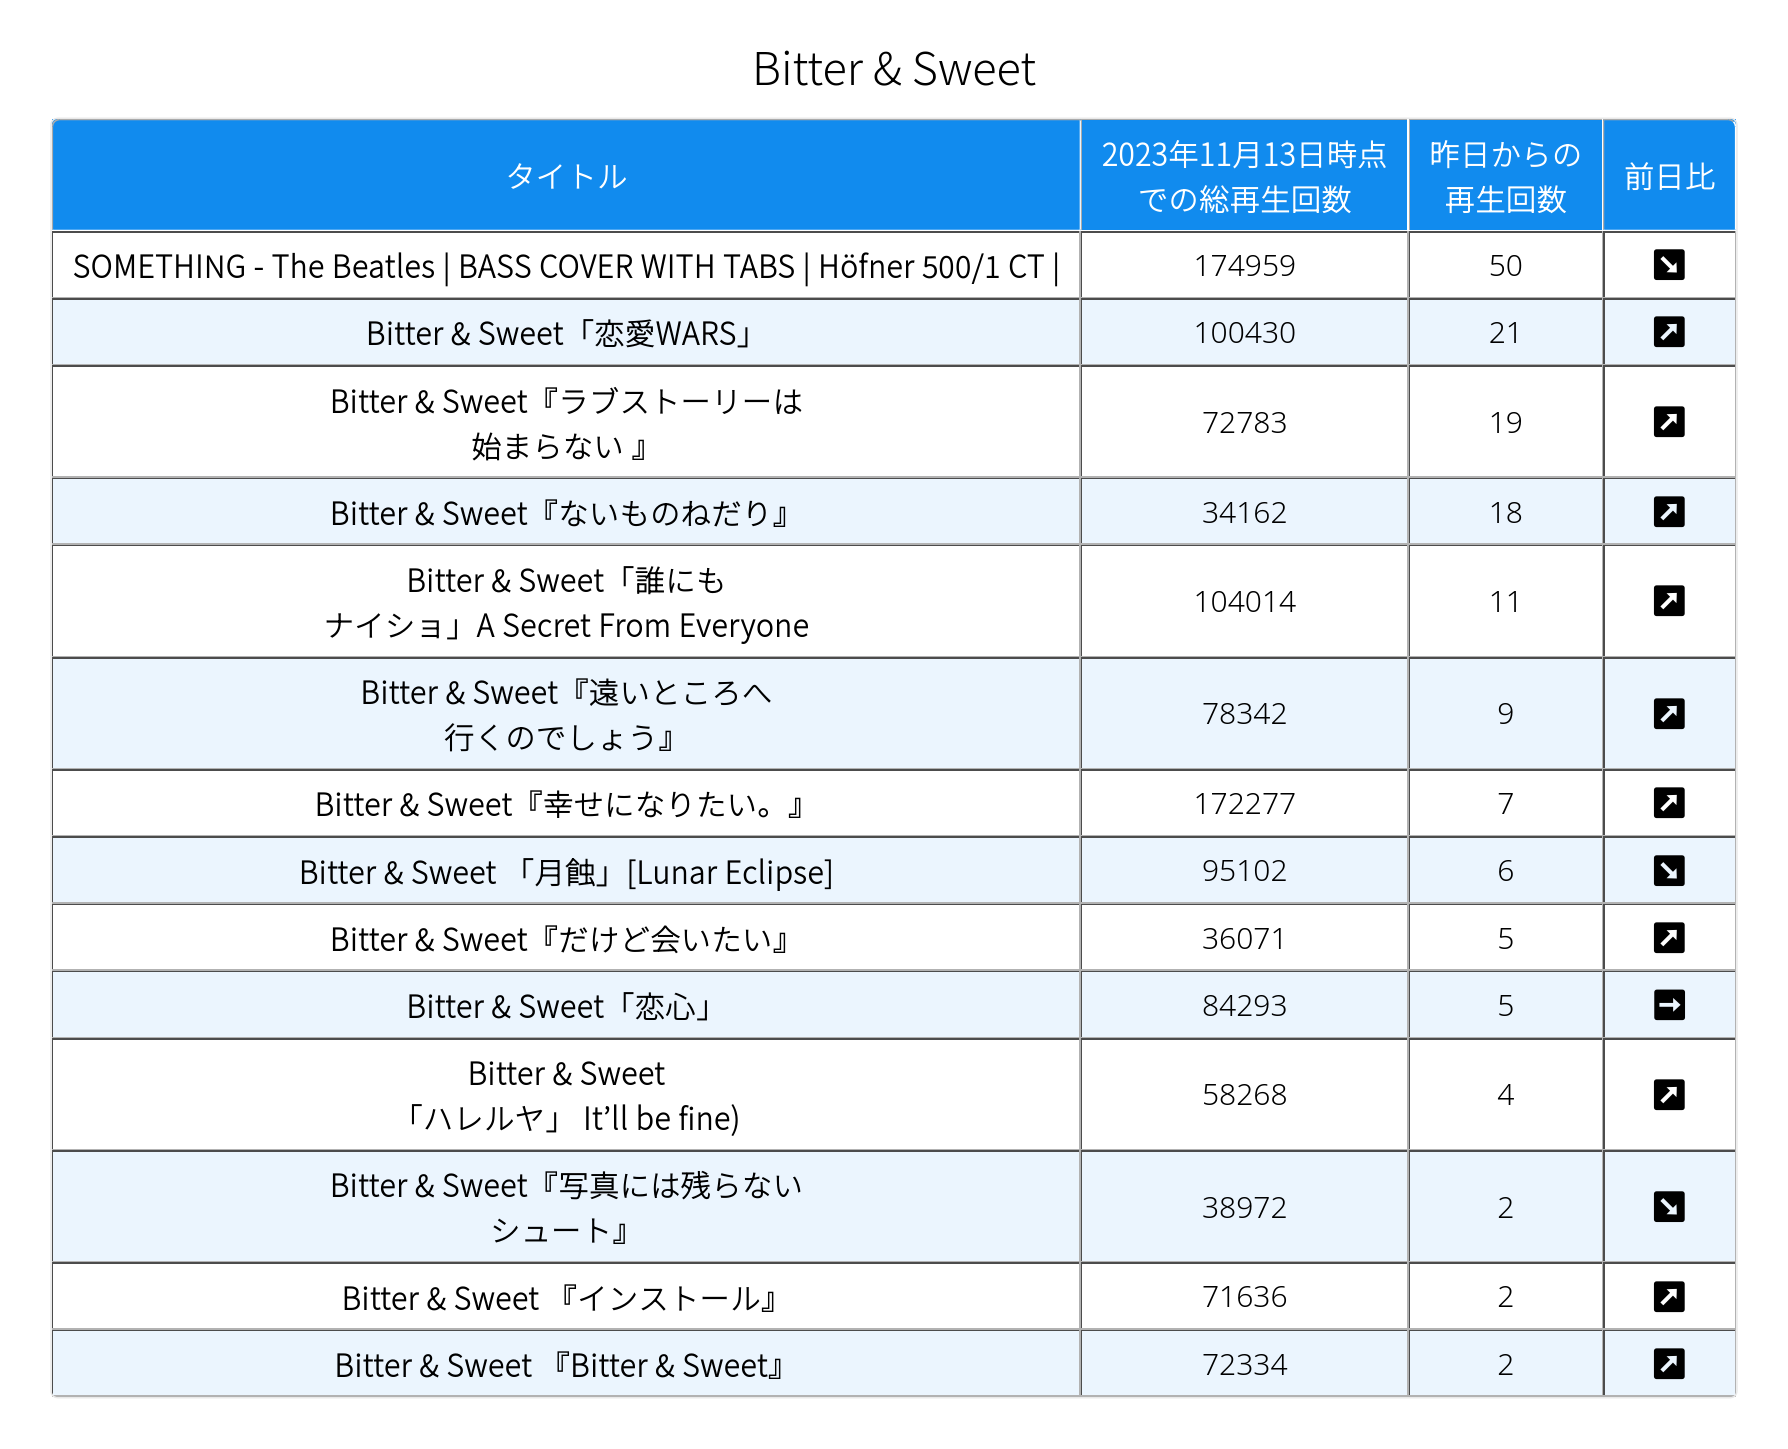 Bitter & Sweet
タイトル
2023年11月13日時点
での総再生回数
昨日からの
再生回数
前日比
SOMETHING - The Beatles | BASS COVER WITH TABS | Höfner 500/1 CT |
174959
50
Bitter & Sweet「恋愛WARS」
100430
21
Bitter & Sweet『ラブストーリーは
始まらない 』
72783
19
Bitter & Sweet『ないものねだり』
34162
18
Bitter & Sweet「誰にも
ナイショ」A Secret From Everyone
104014
11
Bitter & Sweet『遠いところへ
行くのでしょう』
78342
9
Bitter & Sweet『幸せになりたい。』
172277
7
Bitter & Sweet 「月蝕」[Lunar Eclipse]
95102
6
Bitter & Sweet『だけど会いたい』
36071
5
Bitter & Sweet「恋心」
84293
5
Bitter & Sweet
「ハレルヤ」 It’ll be fine)
58268
4
Bitter & Sweet『写真には残らない
シュート』
38972
2
Bitter & Sweet 『インストール』
71636
2
Bitter & Sweet 『Bitter & Sweet』
72334
2